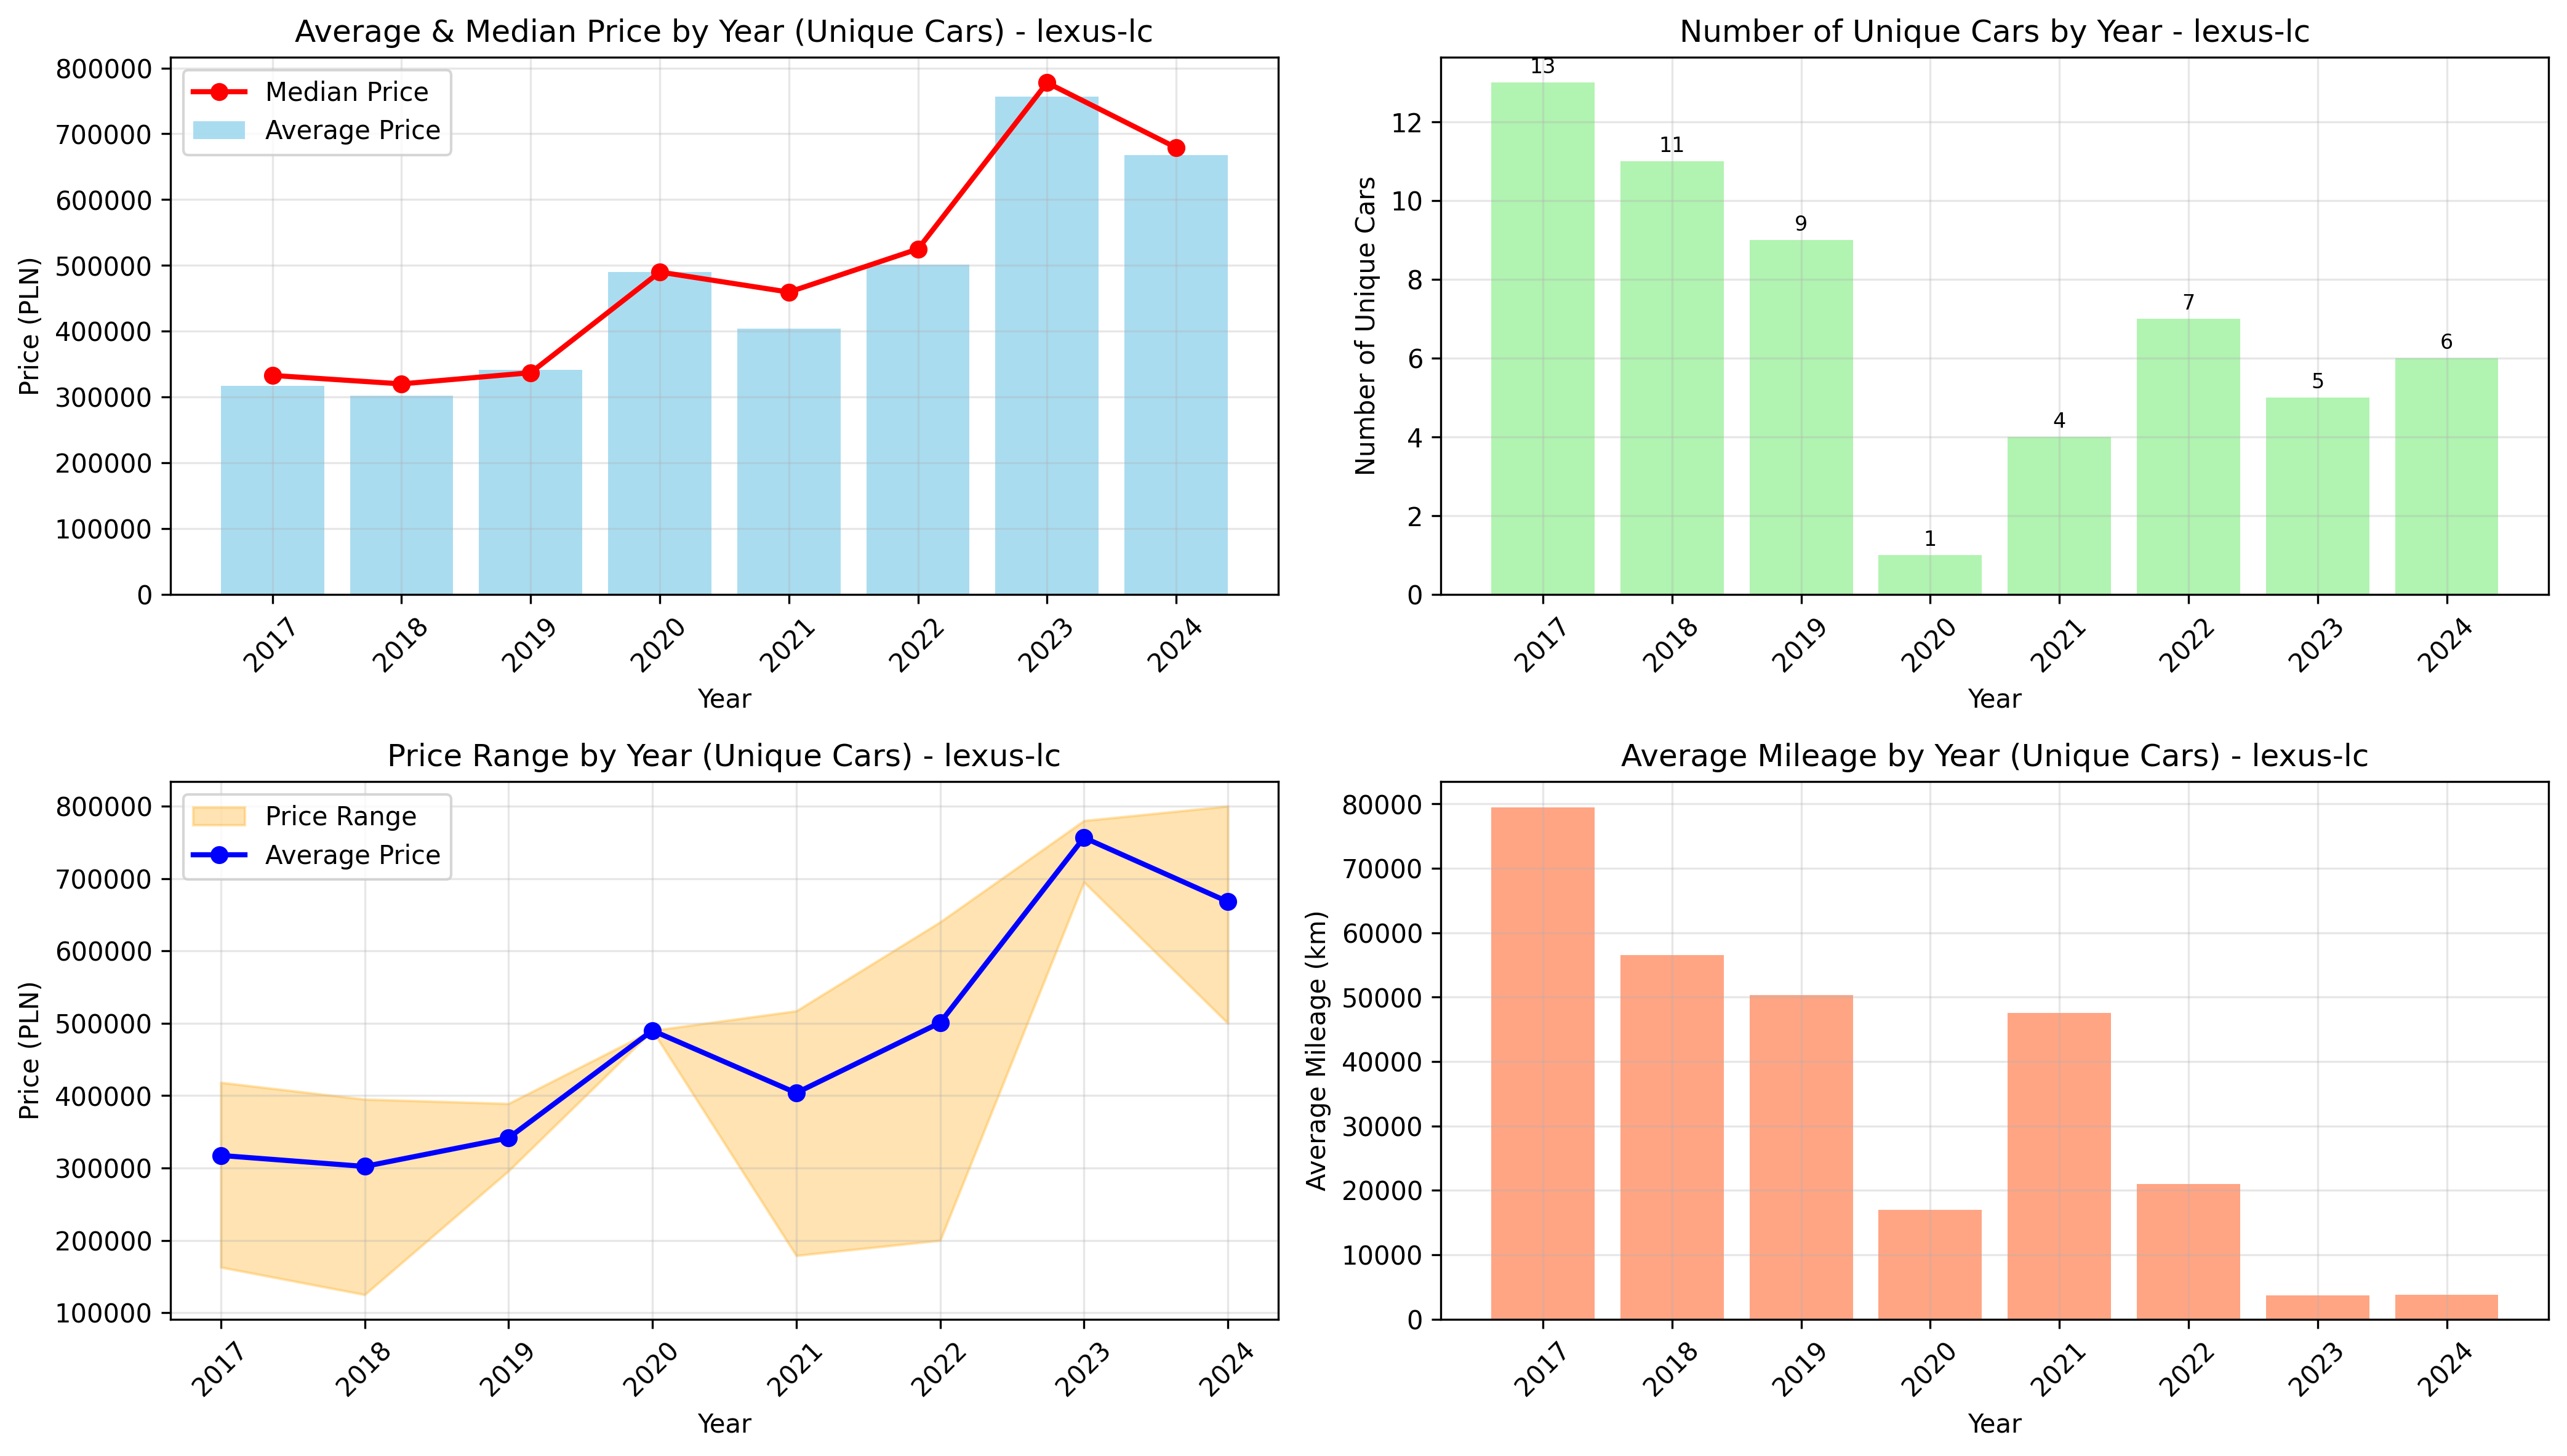 Average & Median Price by Year (Unique Cars) - lexus-lc
Median Price
Average Price
Price (PLN)
800000
700000
600000
500000
400000
300000
200000
100000
0
2017 2018 2019 2020 2021 2022 2023 2024
Year
Number of Unique Cars by Year - lexus-lc
Number of Unique Cars
12
10
8
6
4
2
0
13 11 9 1 4 7 5 6
2017 2018 2019 2020 2021 2022 2023 2024
Year
Price Range by Year (Unique Cars) - lexus-lc
Price Range
Average Price
Price (PLN)
800000
700000
600000
500000
400000
300000
200000
100000
2017 2018 2019 2020 2021 2022 2023 2024
Year
Average Mileage by Year (Unique Cars) - lexus-lc
Average Mileage (km)
80000
70000
60000
50000
40000
30000
20000
10000
0
2017 2018 2019 2020 2021 2022 2023 2024
Year